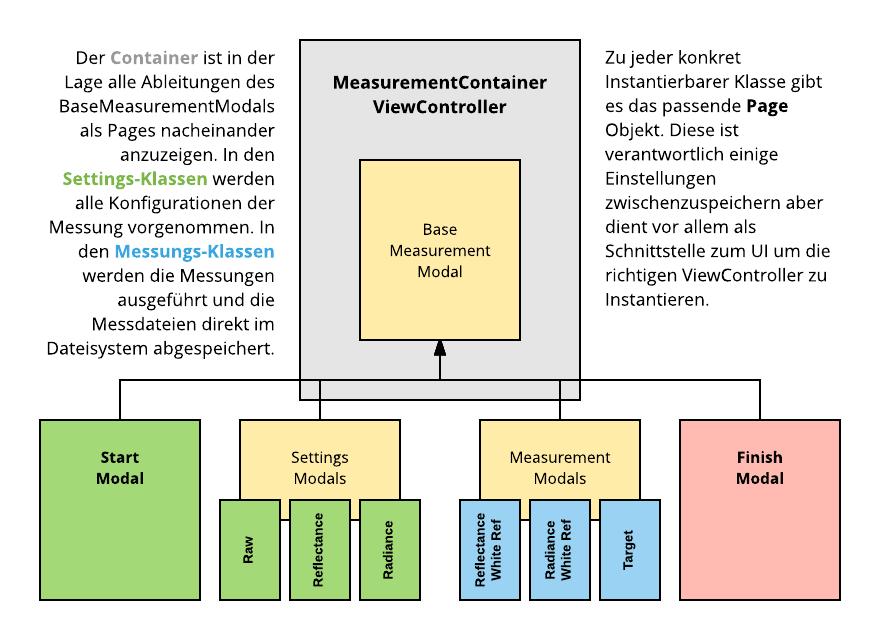 Der Container ist in der
Lage alle Ableitungen des
BaseMeasurementModals
als Pages nacheinander
anzuzeigen. In den
Settings-Klassen werden
alle Konfigurationen der
Messung vorgenommen. In
den Messungs-Klassen
werden die Messungen
ausgeführt und die
Messdateien direkt im
Dateisystem abgespeichert.
MeasurementContainer
ViewController
Base
Measurement
Modal
Zu jeder konkret
Instantierbarer Klasse gibt
es das passende Page
Objekt. Diese ist
verantwortlich einige
Einstellungen
zwischenzuspeichern aber
dient vor allem als
Schnittstelle zum UI um die
richtigen ViewController zu
Instantieren.
Start
Modal
Settings
Modals
Raw
Reflectance
Radiance
Measurement
Modals
Reflectance
White Ref
Radiance
White Ref
Target
Finish
Modal